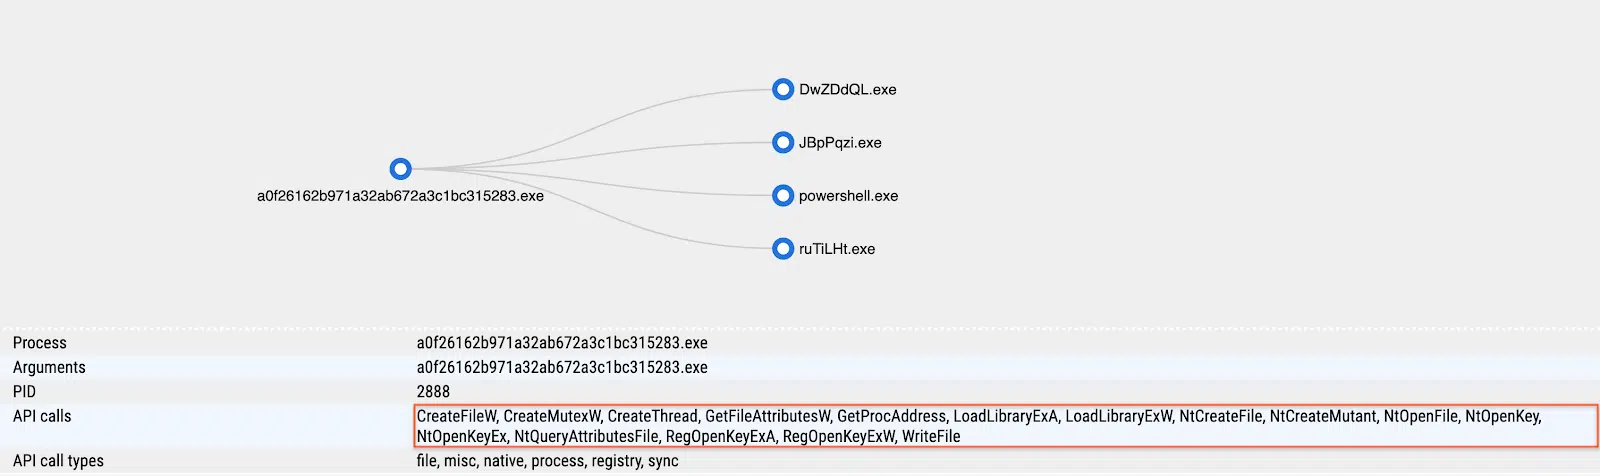 DwZDdQL.exe
JBpPqzi.exe
a0f26162b971a32ab672a3c1bc315283.exe
powershell.exe
ruTiLHt.exe
Process a0f26162b971a32ab672a3c1bc315283.exe
Arguments a0f26162b971a32ab672a3c1bc315283.exe
PID 2888
API calls CreateFileW, CreateMutexW, CreateThread, GetFileAttributesW, GetProcAddress, LoadLibraryExA, LoadLibraryExW, NtCreateFile, NtCreateMutant, NtOpenFile, NtOpenKey,
NtOpenKeyEx, NtQueryAttributesFile, RegOpenKeyExA, RegOpenKeyExW, WriteFile
API call types file, misc, native, process, registry, sync